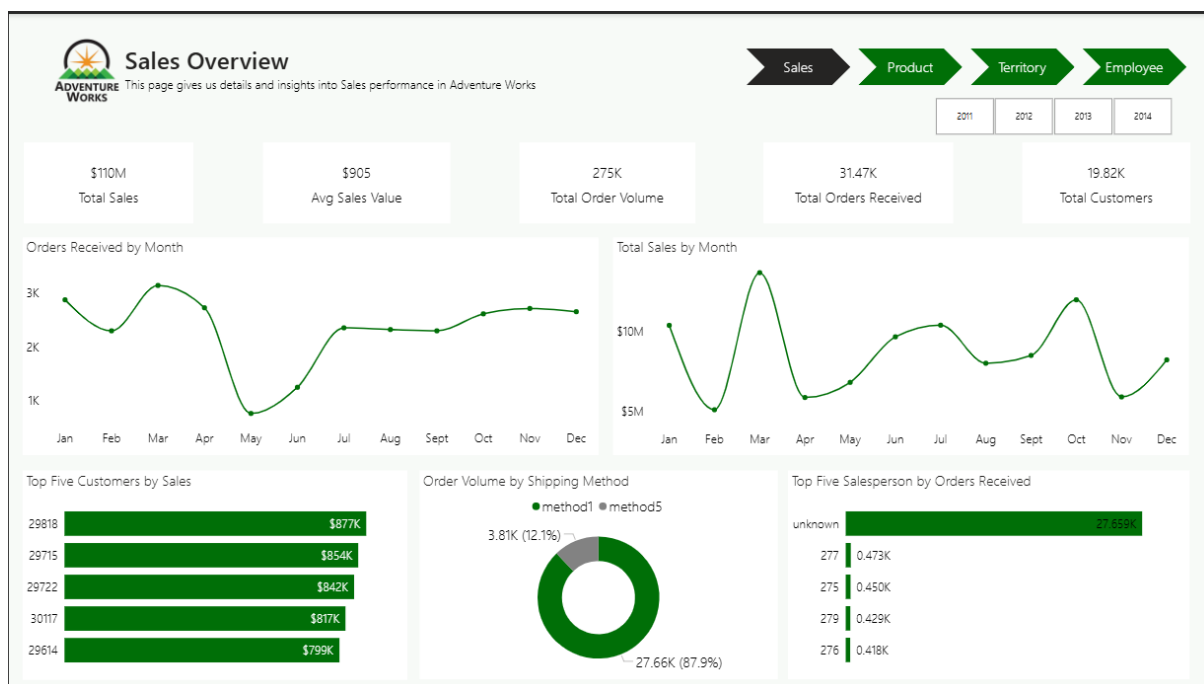 Sales Overview
This page gives us details and insights into Sales performance in Adventure Works
ADVENTURE
WORKS
Sales
Product
Territory
Employee
2011
2012
2013
2014
$110M
Total Sales
$905
Avg Sales Value
275K
Total Order Volume
31.47K
Total Orders Received
19.82K
Total Customers
Orders Received by Month
3K
2K
1K
Jan Feb Mar Apr May Jun Jul Aug Sept Oct Nov Dec
Total Sales by Month
$10M
$5M
Jan Feb Mar Apr May Jun Jul Aug Sept Oct Nov Dec
Top Five Customers by Sales
29818 $877K
29715 $854K
29722 $842K
30117 $817K
29614 $799K
Order Volume by Shipping Method
method1 method5
3.81K (12.1%)
27.66K (87.9%)
Top Five Salesperson by Orders Received
unknown 27.659K
277 0.473K
275 0.450K
279 0.429K
276 0.418K